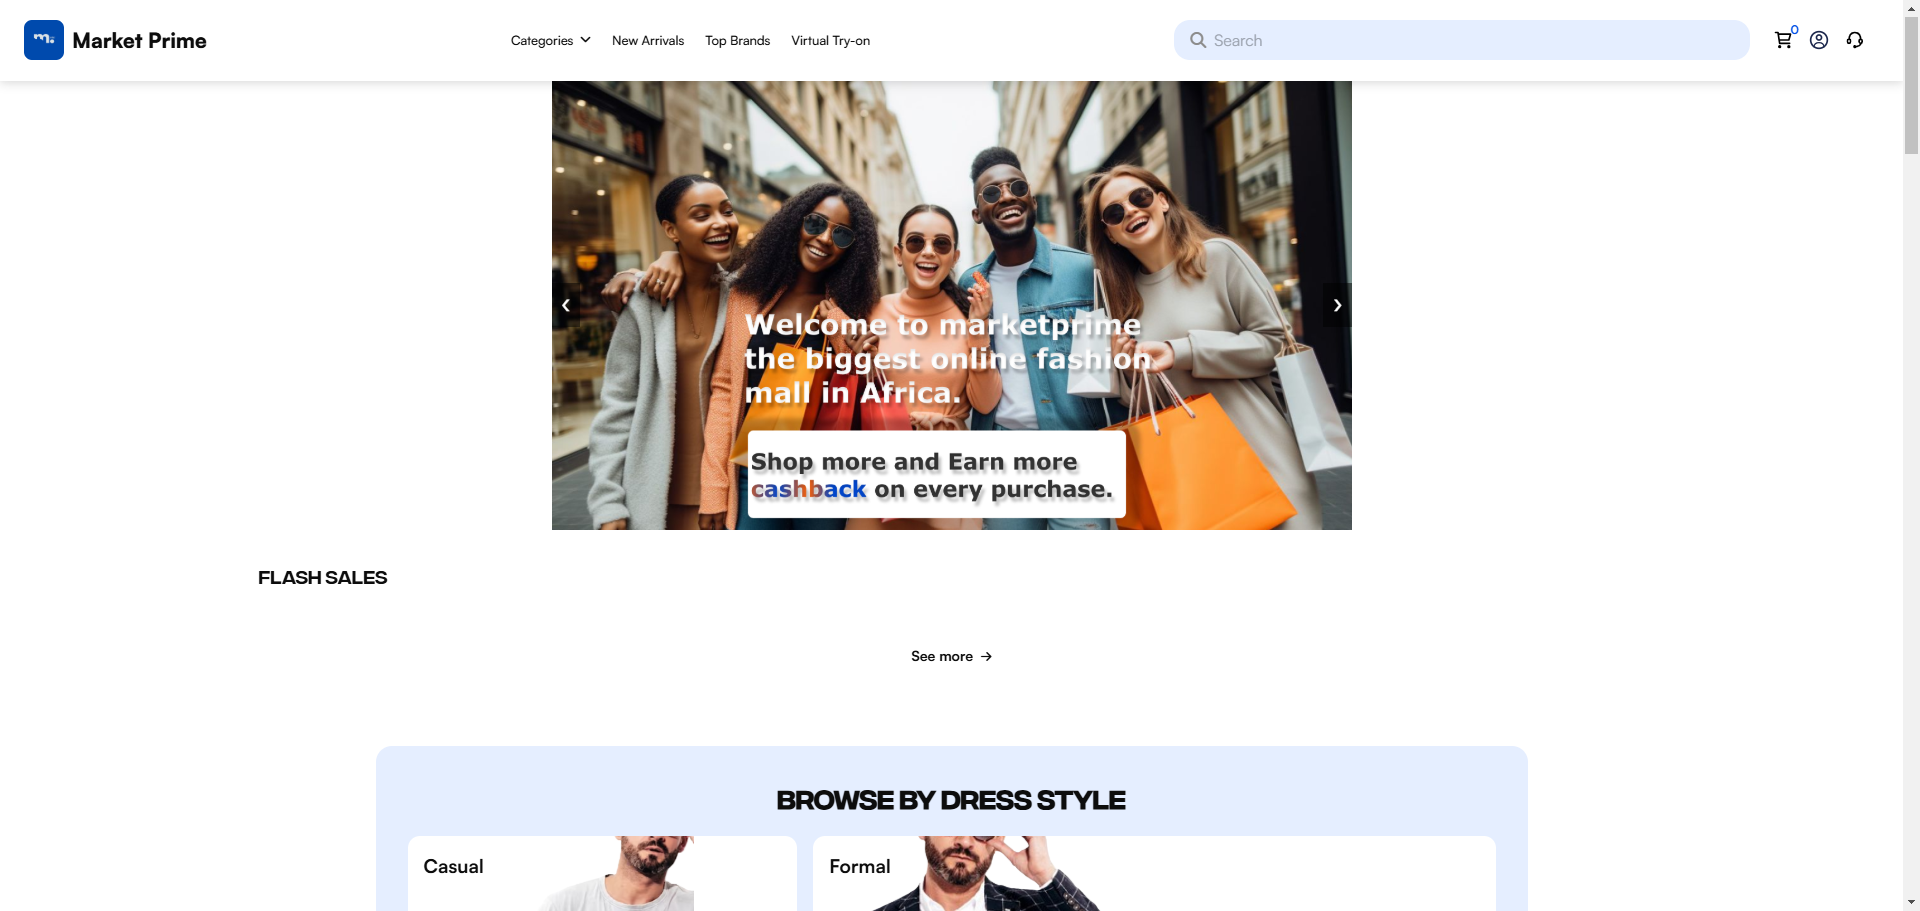 m.
Market Prime
Categories
New Arrivals
Top Brands
Virtual Try-on
Search
0
Welcome to marketprime
the biggest online fashion
mall in Africa.
Shop more and Earn more
cashback on every purchase.
FLASH SALES
See more →
BROWSE BY DRESS STYLE
Casual
Formal